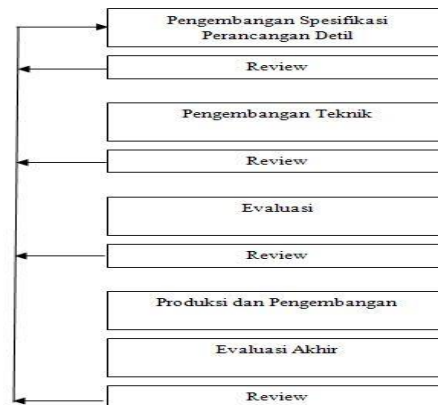 Pengembangan Spesifikasi
Perancangan Detil
Review
Pengembangan Teknik
Review
Evaluasi
Review
Produksi dan Pengembangan
Evaluasi Akhir
Review